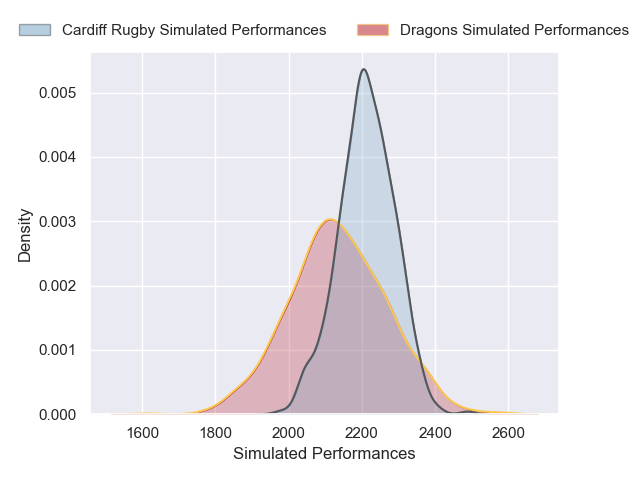 Cardiff Rugby Simulated Performances Dragons Simulated Performances
0.005
0.004
0.003
0.002
0.001
0.000
Density
1600 1800 2000 2200 2400 2600
Simulated Performances